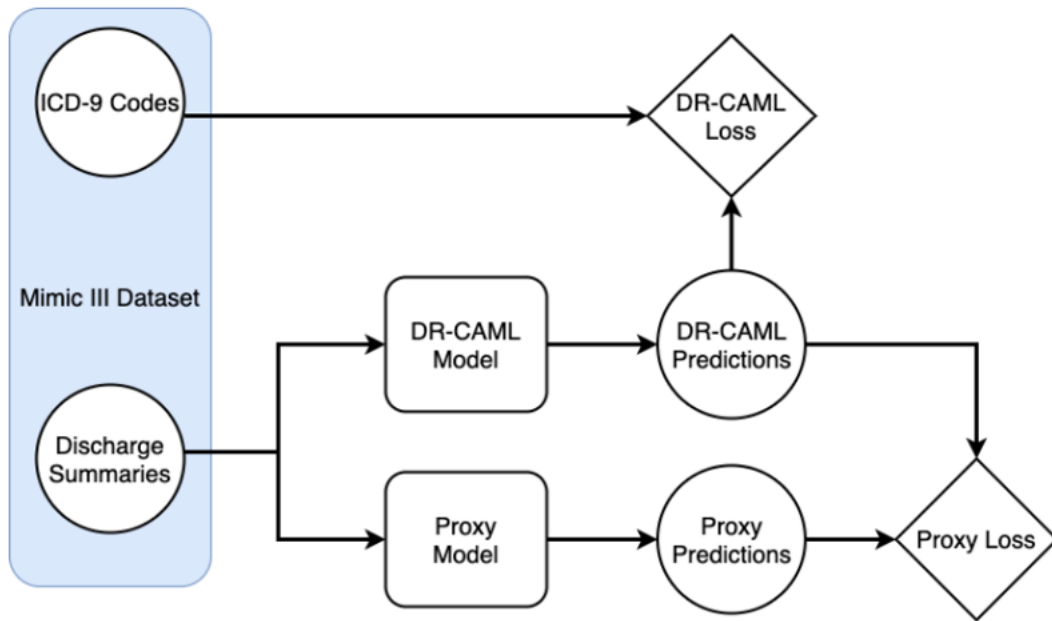 ICD-9 Codes
DR-CAML
Loss
Mimic III Dataset
DR-CAML
Model
DR-CAML
Predictions
Discharge
Summaries
Proxy
Model
Proxy
Predictions
Proxy Loss